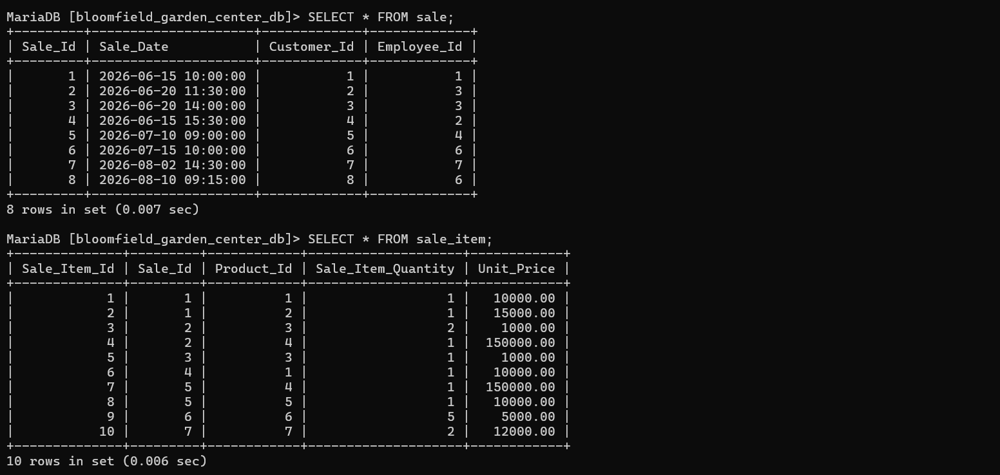 MariaDB [bloomfield_garden_center_db]> SELECT * FROM sale;
+---------+---------------------+-------------+-------------+
| Sale_Id | Sale_Date           | Customer_Id | Employee_Id |
+---------+---------------------+-------------+-------------+
|       1 | 2026-06-15 10:00:00 |           1 |           1 |
|       2 | 2026-06-20 11:30:00 |           2 |           3 |
|       3 | 2026-06-20 14:00:00 |           3 |           3 |
|       4 | 2026-06-15 15:30:00 |           4 |           2 |
|       5 | 2026-07-10 09:00:00 |           5 |           4 |
|       6 | 2026-07-15 10:00:00 |           6 |           6 |
|       7 | 2026-08-02 14:30:00 |           7 |           7 |
|       8 | 2026-08-10 09:15:00 |           8 |           6 |
+---------+---------------------+-------------+-------------+
8 rows in set (0.007 sec)

MariaDB [bloomfield_garden_center_db]> SELECT * FROM sale_item;
+--------------+---------+------------+--------------------+------------+
| Sale_Item_Id | Sale_Id | Product_Id | Sale_Item_Quantity | Unit_Price |
+--------------+---------+------------+--------------------+------------+
|            1 |       1 |          1 |                  1 |   10000.00 |
|            2 |       1 |          2 |                  1 |   15000.00 |
|            3 |       2 |          3 |                  2 |    1000.00 |
|            4 |       2 |          4 |                  1 |  150000.00 |
|            5 |       3 |          3 |                  1 |    1000.00 |
|            6 |       4 |          1 |                  1 |   10000.00 |
|            7 |       5 |          4 |                  1 |  150000.00 |
|            8 |       5 |          5 |                  1 |   10000.00 |
|            9 |       6 |          6 |                  5 |    5000.00 |
|           10 |       7 |          7 |                  2 |   12000.00 |
+--------------+---------+------------+--------------------+------------+
10 rows in set (0.006 sec)